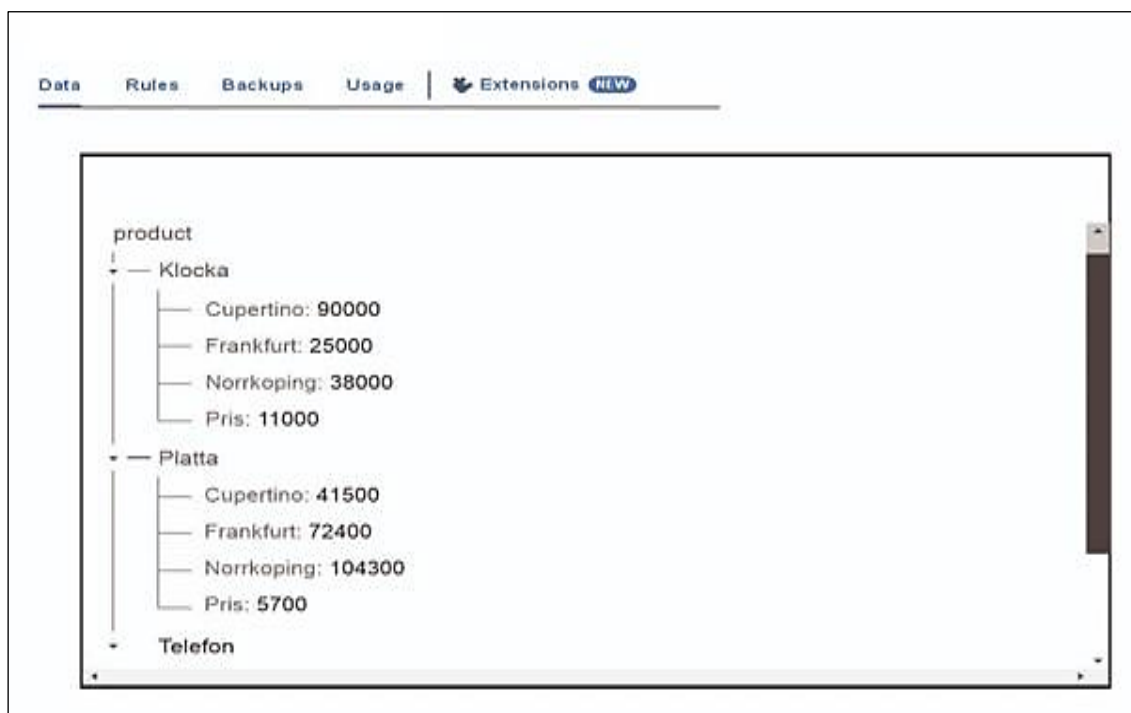 Data Rules Backups Usage Extensions NEW
product
Klocka
Cupertino: 90000
Frankfurt: 25000
Norrkoping: 38000
Pris: 11000
Platta
Cupertino: 41500
Frankfurt: 72400
Norrkoping: 104300
Pris: 5700
Telefon